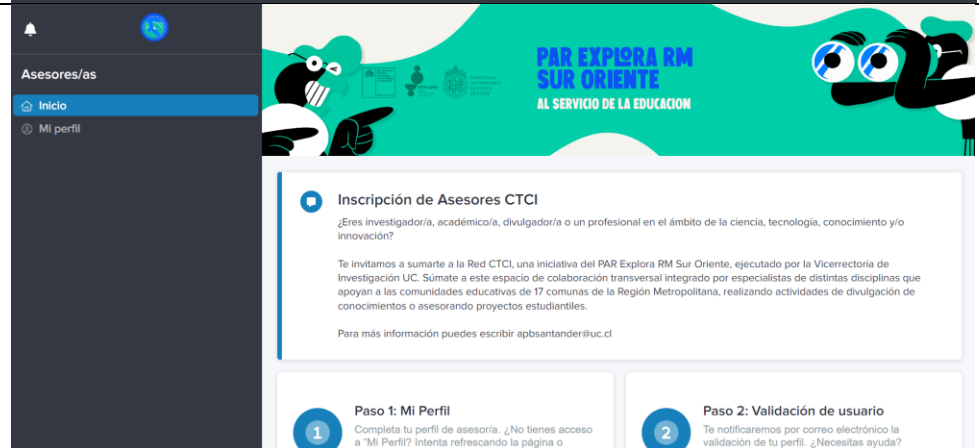 Asesores/as
Inicio
Mi perfil
PAR EXPLORA RM
SUR ORIENTE
AL SERVICIO DE LA EDUCACION
Inscripción de Asesores CTCI
¿Eres investigador/a, académico/a, divulgador/a o un profesional en el ámbito de la ciencia, tecnología, conocimiento y/o
innovación?
Te invitamos a sumarte a la Red CTCI, una iniciativa del PAR Explora RM Sur Oriente, ejecutado por la Vicerrectoría de
Investigación UC. Súmate a este espacio de colaboración transversal integrado por especialistas de distintas disciplinas que
apoyan a las comunidades educativas de 17 comunas de la Región Metropolitana, realizando actividades de divulgación de
conocimientos o asesorando proyectos estudiantiles.
Para más información puedes escribir apbsantander@uc.cl
1
Paso 1: Mi Perfil
Completa tu perfil de asesor/a. ¿No tienes acceso
a "Mi Perfil? Intenta refrescando la página o
2
Paso 2: Validación de usuario
Te notificaremos por correo electrónico la
validación de tu perfil. ¿Necesitas ayuda?